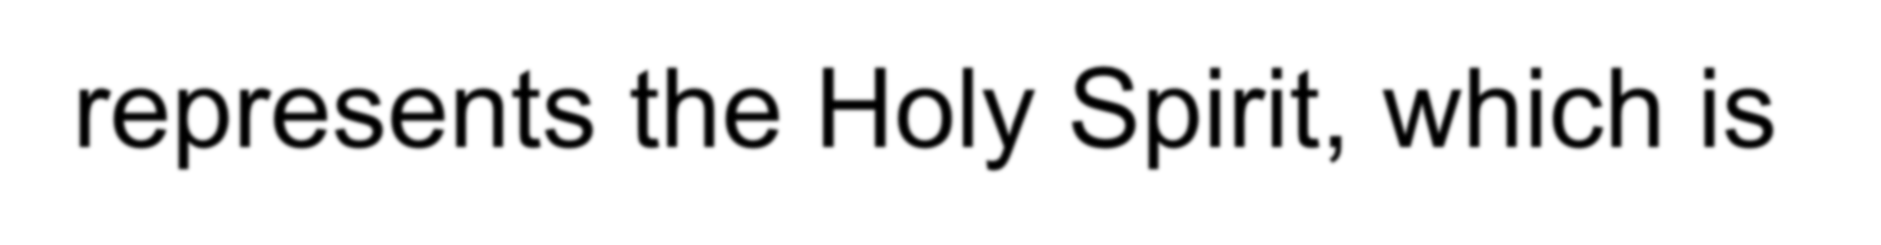 represents the Holy Spirit, which is